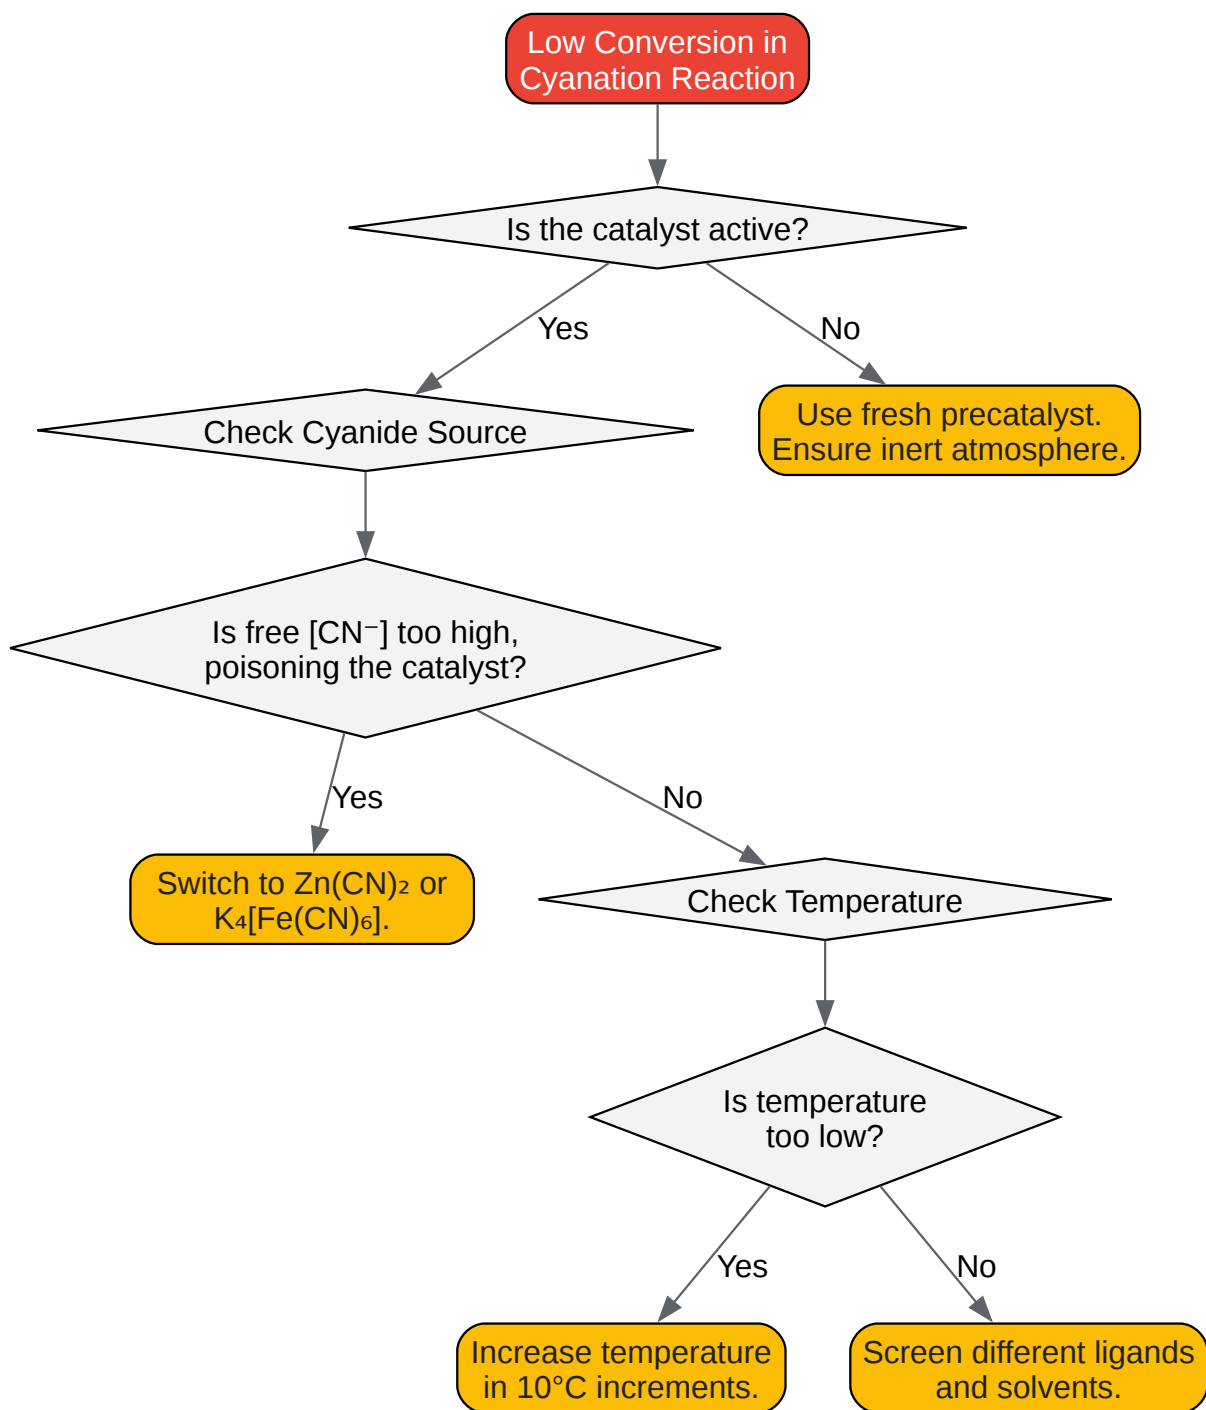 Low Conversion in
Cyanation Reaction
Is the catalyst active?
Yes
No
Check Cyanide Source
Use fresh precatalyst.
Ensure inert atmosphere.
Is free [CN⁻] too high,
poisoning the catalyst?
Yes
No
Switch to Zn(CN)₂ or
K₄[Fe(CN)₆].
Check Temperature
Is temperature
too low?
Yes
No
Increase temperature
in 10°C increments.
Screen different ligands
and solvents.